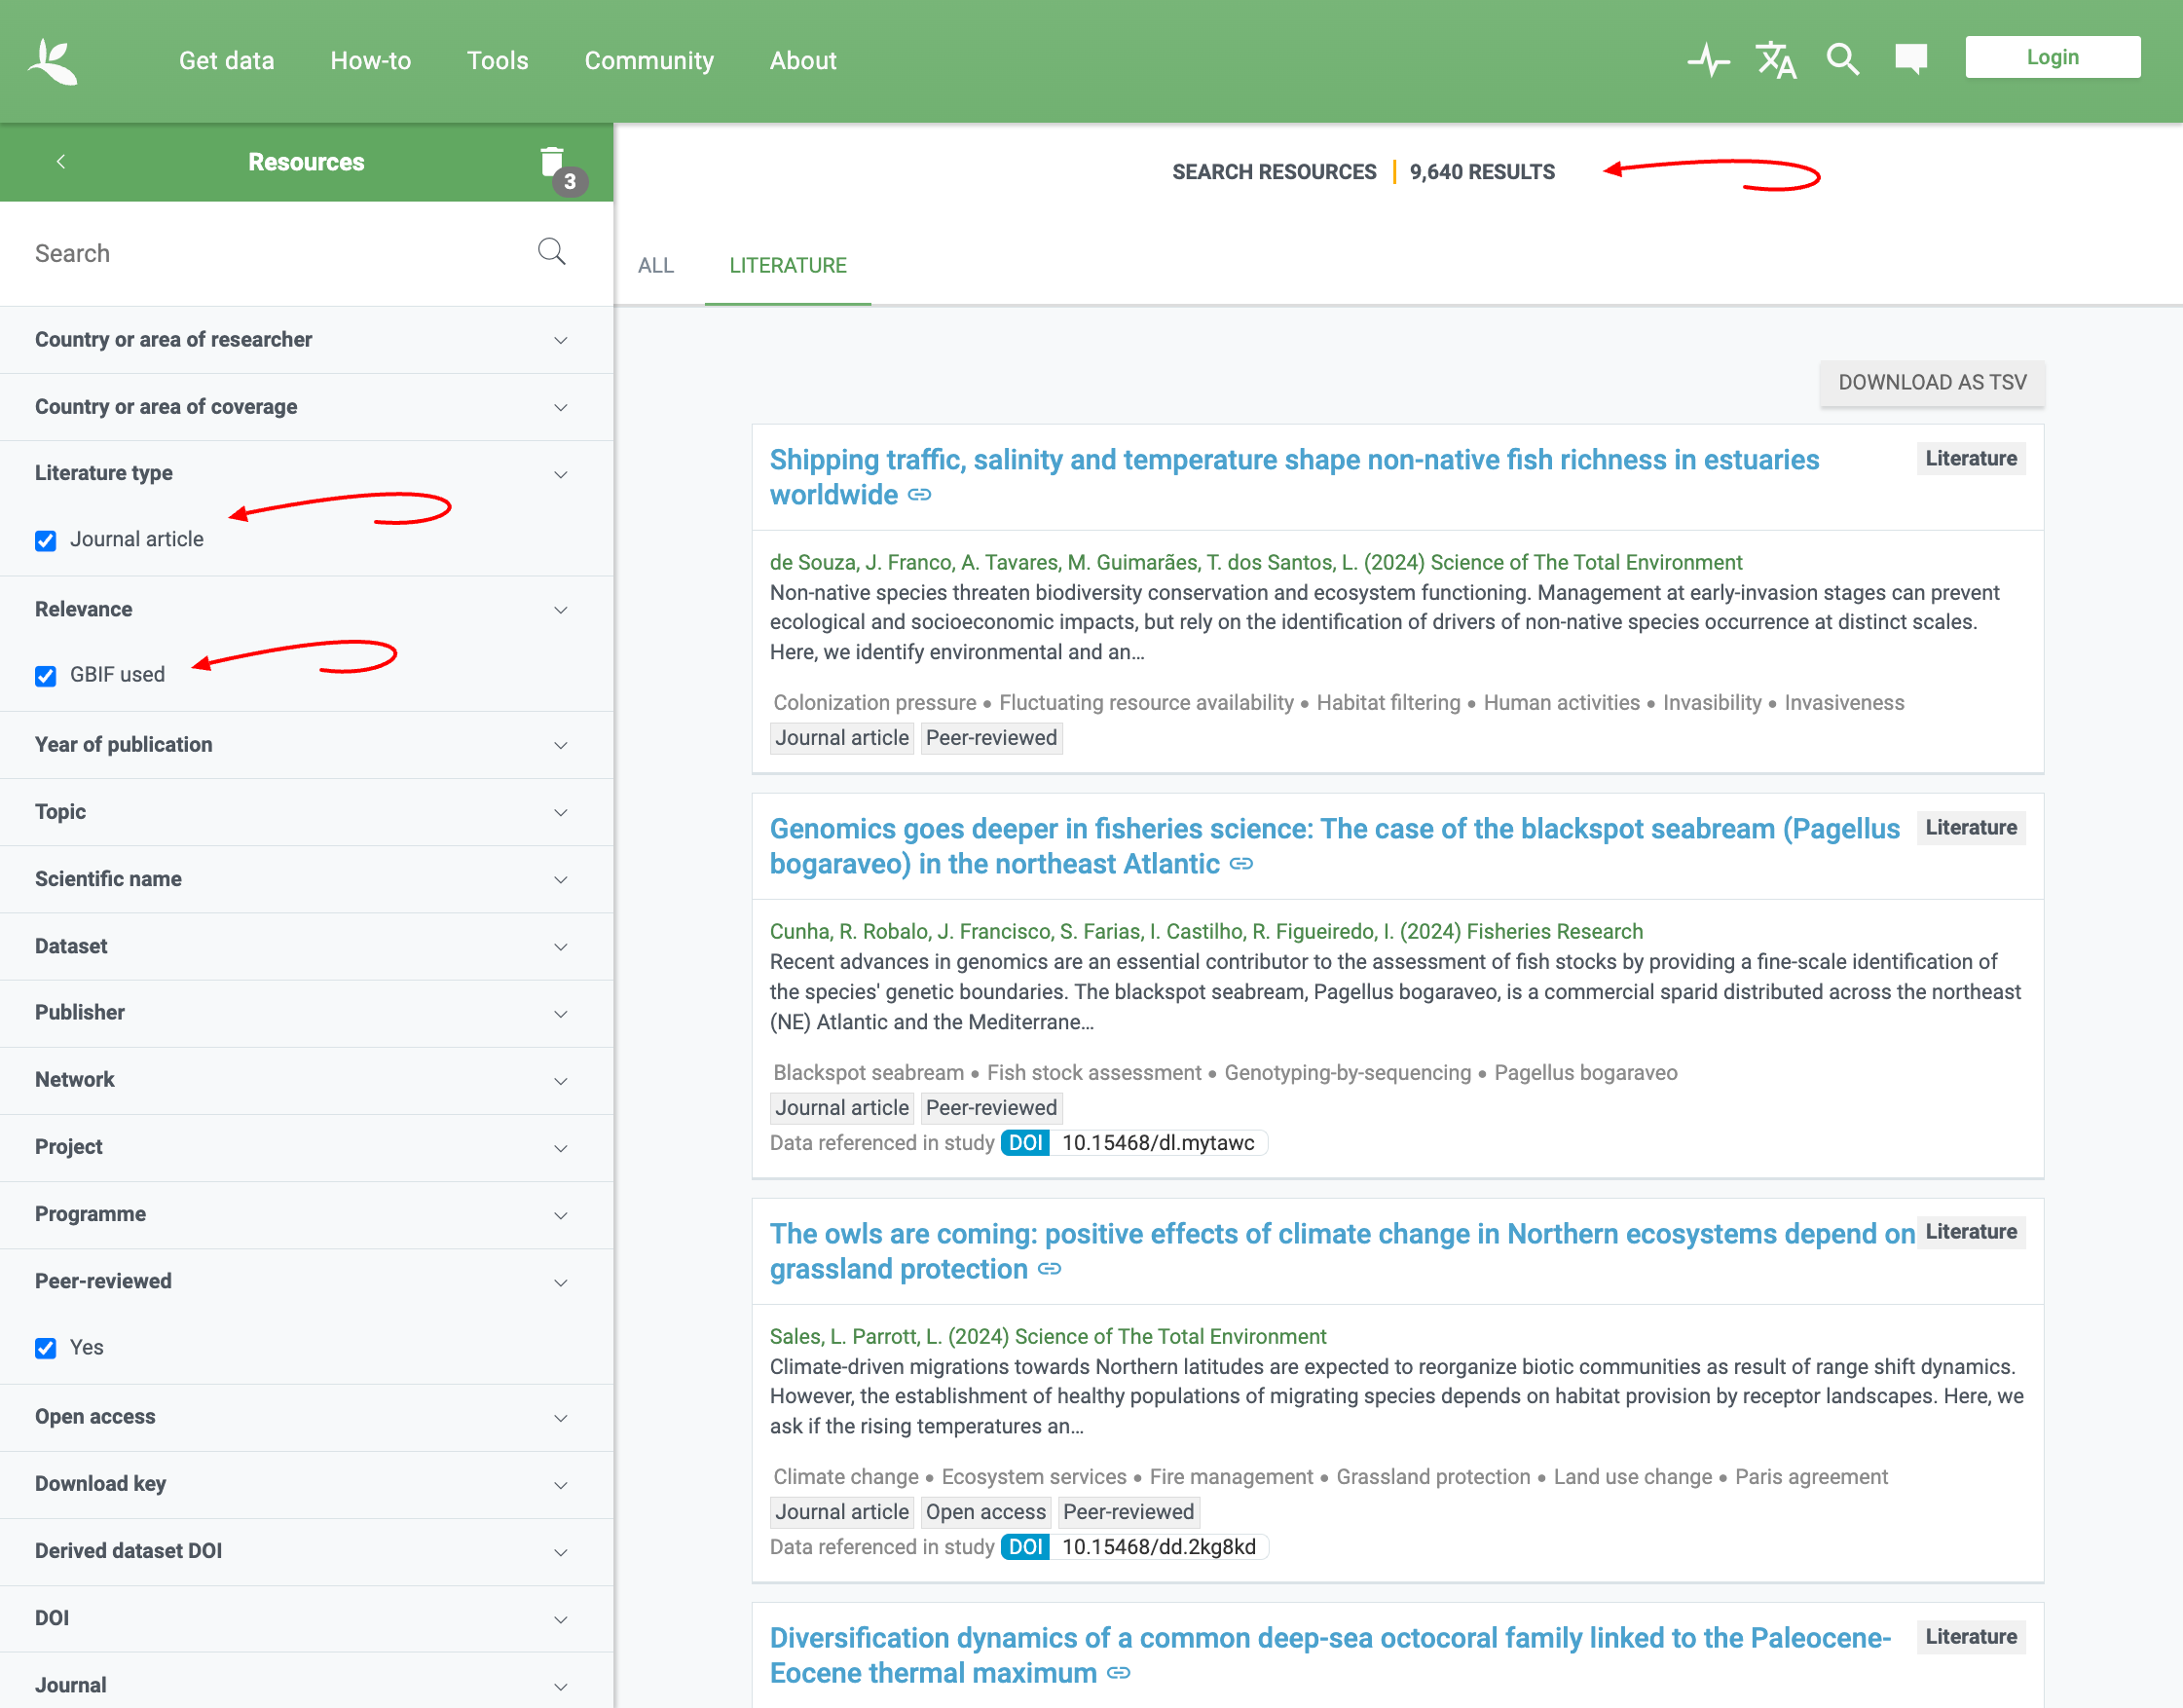 Get data How-to Tools Community About Login
Resources
3
Search
Country or area of researcher
Country or area of coverage
Literature type
Journal article
Relevance
GBIF used
Year of publication
Topic
Scientific name
Dataset
Publisher
Network
Project
Programme
Peer-reviewed
Yes
Open access
Download key
Derived dataset DOI
DOI
Journal
SEARCH RESOURCES 9,640 RESULTS
ALL LITERATURE
DOWNLOAD AS TSV
Shipping traffic, salinity and temperature shape non-native fish richness in estuaries
worldwide
Literature
de Souza, J. Franco, A. Tavares, M. Guimarães, T. dos Santos, L. (2024) Science of The Total Environment
Non-native species threaten biodiversity conservation and ecosystem functioning. Management at early-invasion stages can prevent
ecological and socioeconomic impacts, but rely on the identification of drivers of non-native species occurrence at distinct scales.
Here, we identify environmental and an…
Colonization pressure • Fluctuating resource availability • Habitat filtering • Human activities • Invasibility • Invasiveness
Journal article Peer-reviewed
Genomics goes deeper in fisheries science: The case of the blackspot seabream (Pagellus
bogaraveo) in the northeast Atlantic
Literature
Cunha, R. Robalo, J. Francisco, S. Farias, I. Castilho, R. Figueiredo, I. (2024) Fisheries Research
Recent advances in genomics are an essential contributor to the assessment of fish stocks by providing a fine-scale identification of
the species' genetic boundaries. The blackspot seabream, Pagellus bogaraveo, is a commercial sparid distributed across the northeast
(NE) Atlantic and the Mediterrane…
Blackspot seabream • Fish stock assessment • Genotyping-by-sequencing • Pagellus bogaraveo
Journal article Peer-reviewed
Data referenced in study DOI 10.15468/dl.mytawc
The owls are coming: positive effects of climate change in Northern ecosystems depend on
grassland protection
Literature
Sales, L. Parrott, L. (2024) Science of The Total Environment
Climate-driven migrations towards Northern latitudes are expected to reorganize biotic communities as result of range shift dynamics.
However, the establishment of healthy populations of migrating species depends on habitat provision by receptor landscapes. Here, we
ask if the rising temperatures an…
Climate change • Ecosystem services • Fire management • Grassland protection • Land use change • Paris agreement
Journal article Open access Peer-reviewed
Data referenced in study DOI 10.15468/dd.2kg8kd
Diversification dynamics of a common deep-sea octocoral family linked to the Paleocene-
Eocene thermal maximum
Literature